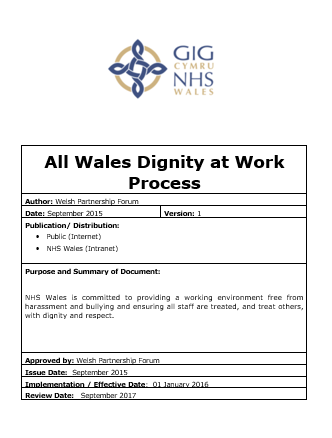 GIG
CYMRU
NHS
WALES
All Wales Dignity at Work
Process
Author: Welsh Partnership Forum
Date: September 2015 Version: 1
Publication/ Distribution:
• Public (Internet)
• NHS Wales (Intranet)
Purpose and Summary of Document:
NHS Wales is committed to providing a working environment free from
harassment and bullying and ensuring all staff are treated, and treat others,
with dignity and respect.
Approved by: Welsh Partnership Forum
Issue Date: September 2015
Implementation / Effective Date: 01 January 2016
Review Date: September 2017